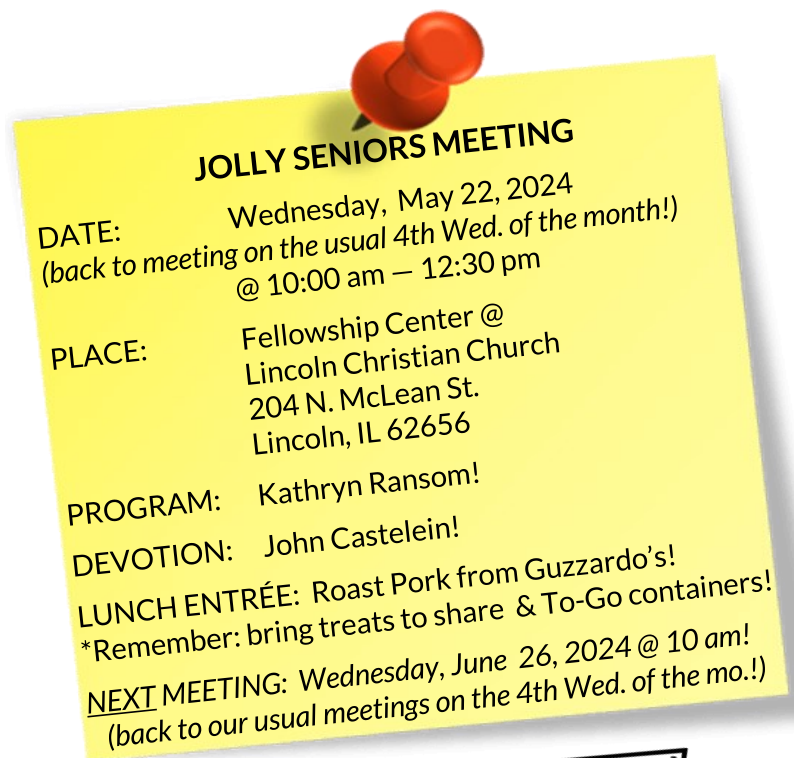 JOLLY SENIORS MEETING
DATE: Wednesday, May 22, 2024
(back to meeting on the usual 4th Wed. of the month!)
@ 10:00 am — 12:30 pm
PLACE: Fellowship Center @
Lincoln Christian Church
204 N. McLean St.
Lincoln, IL 62656
PROGRAM: Kathryn Ransom!
DEVOTION: John Castelein!
LUNCH ENTRÉE: Roast Pork from Guzzardo's!
*Remember: bring treats to share & To-Go containers!
NEXT MEETING: Wednesday, June 26, 2024 @ 10 am!
(back to our usual meetings on the 4th Wed. of the mo.!)